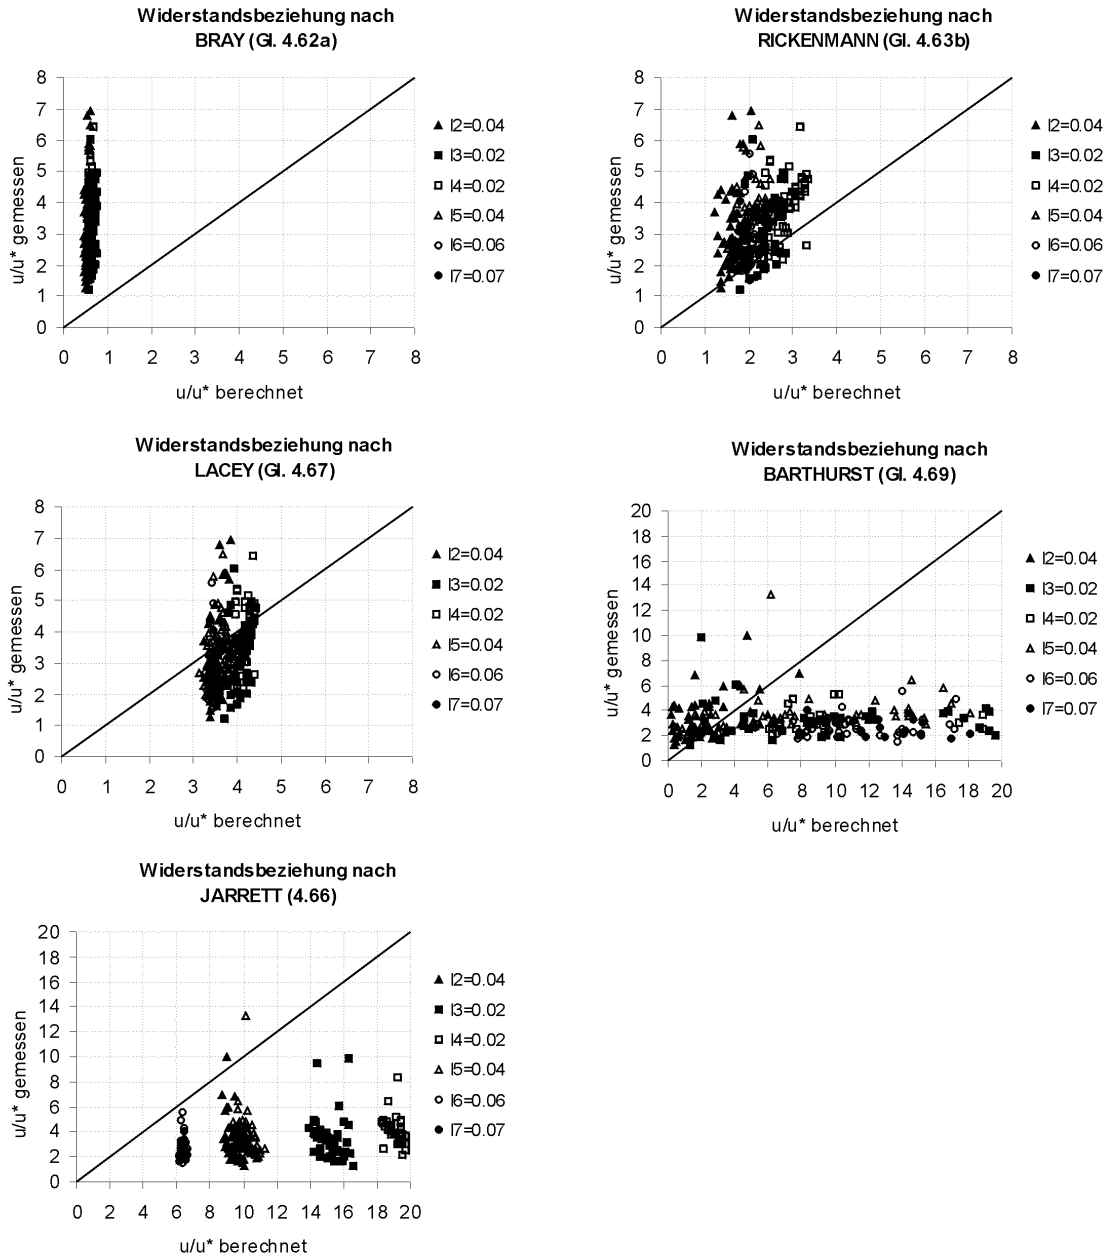 Widerstandsbeziehung nach
BRAY (Gl. 4.62a)
8
7
6
5
4
3
2
1
0
u/u* gemessen
0 1 2 3 4 5 6 7 8
u/u* berechnet
I2=0.04
I3=0.02
I4=0.02
I5=0.04
I6=0.06
I7=0.07
Widerstandsbeziehung nach
RICKENMANN (Gl. 4.63b)
8
7
6
5
4
3
2
1
0
u/u* gemessen
0 1 2 3 4 5 6 7 8
u/u* berechnet
I2=0.04
I3=0.02
I4=0.02
I5=0.04
I6=0.06
I7=0.07
Widerstandsbeziehung nach
LACEY (Gl. 4.67)
8
7
6
5
4
3
2
1
0
u/u* gemessen
0 1 2 3 4 5 6 7 8
u/u* berechnet
I2=0.04
I3=0.02
I4=0.02
I5=0.04
I6=0.06
I7=0.07
Widerstandsbeziehung nach
BARTHURST (Gl. 4.69)
20
18
16
14
12
10
8
6
4
2
0
u/u* gemessen
0 2 4 6 8 10 12 14 16 18 20
u/u* berechnet
I2=0.04
I3=0.02
I4=0.02
I5=0.04
I6=0.06
I7=0.07
Widerstandsbeziehung nach
JARRETT (4.66)
20
18
16
14
12
10
8
6
4
2
0
u/u* gemessen
0 2 4 6 8 10 12 14 16 18 20
u/u* berechnet
I2=0.04
I3=0.02
I4=0.02
I5=0.04
I6=0.06
I7=0.07